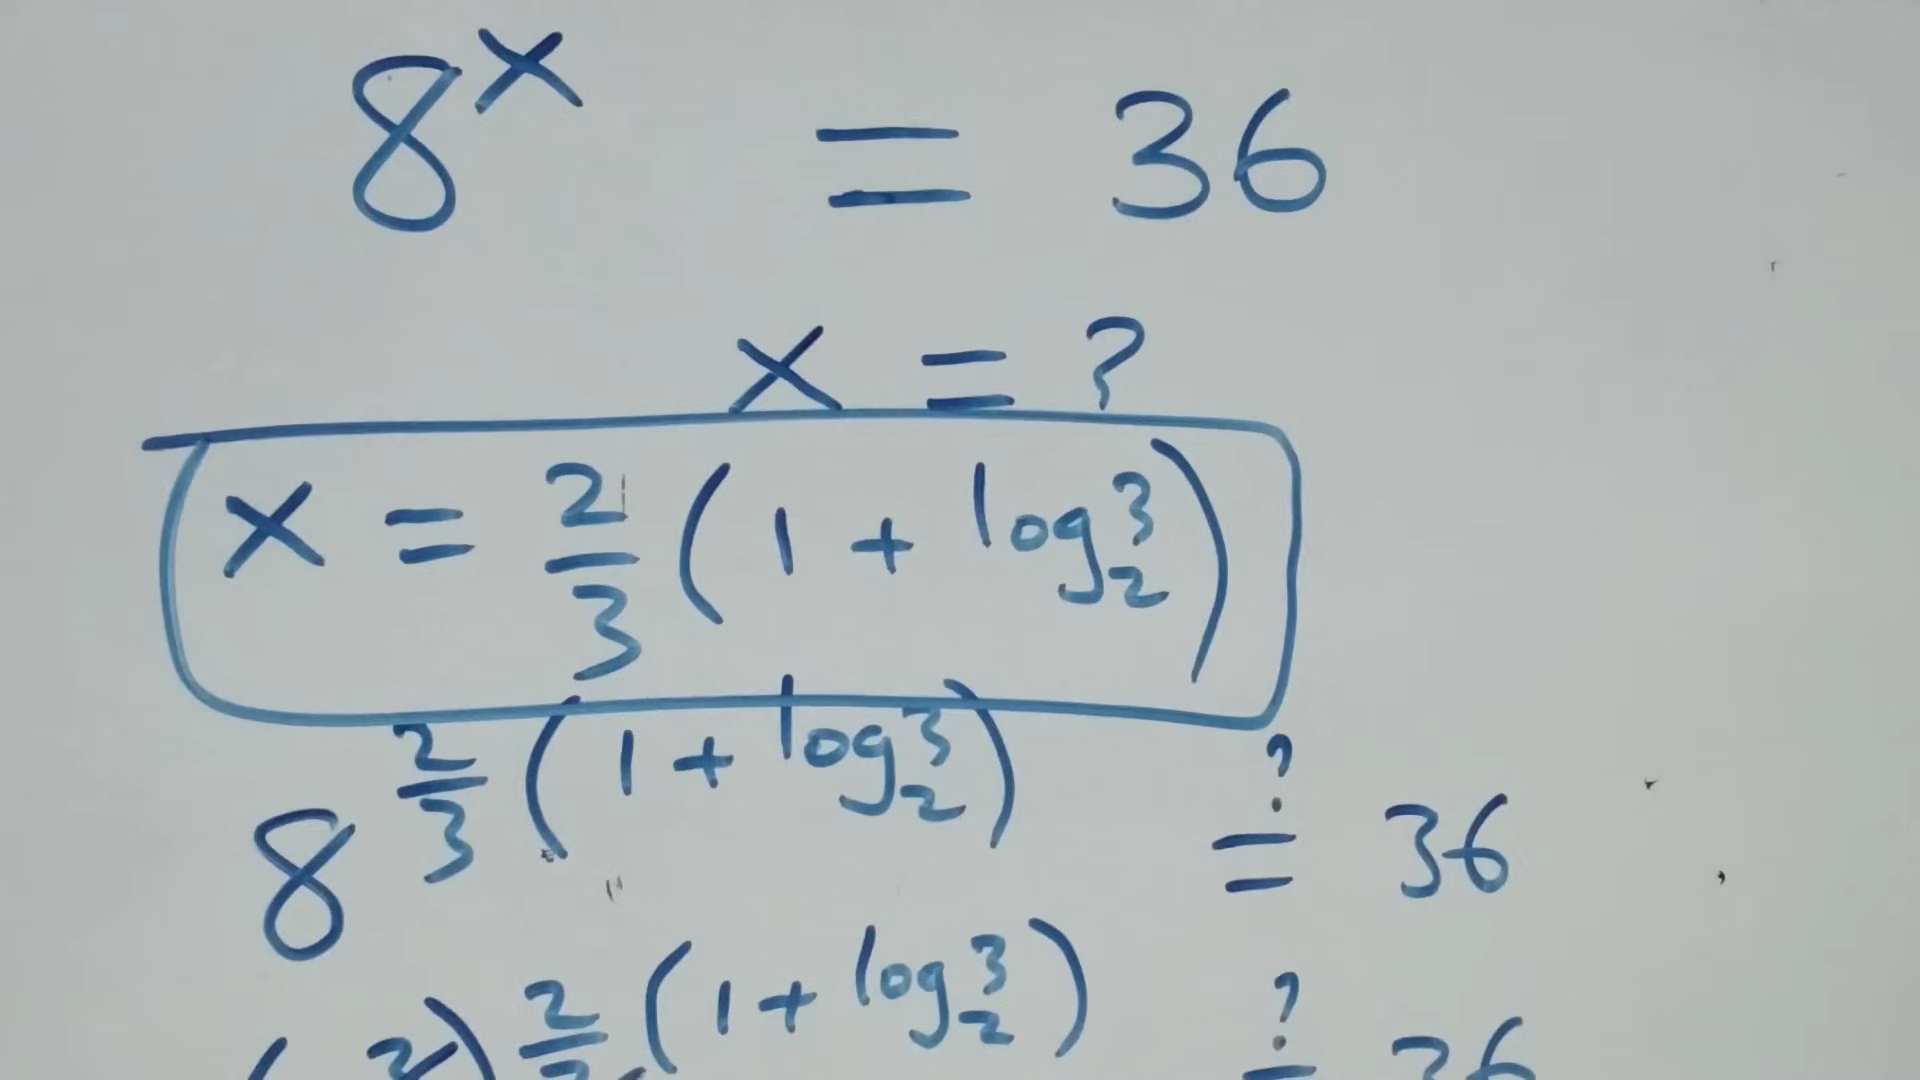 8^x = 36
x = ?
x = 2/3 (1 + log_2^3)
8^{2/3 (1 + log_2^3)} ?= 36
( 2^3)^{2/3 (1 + log_2^3)} ?= 36